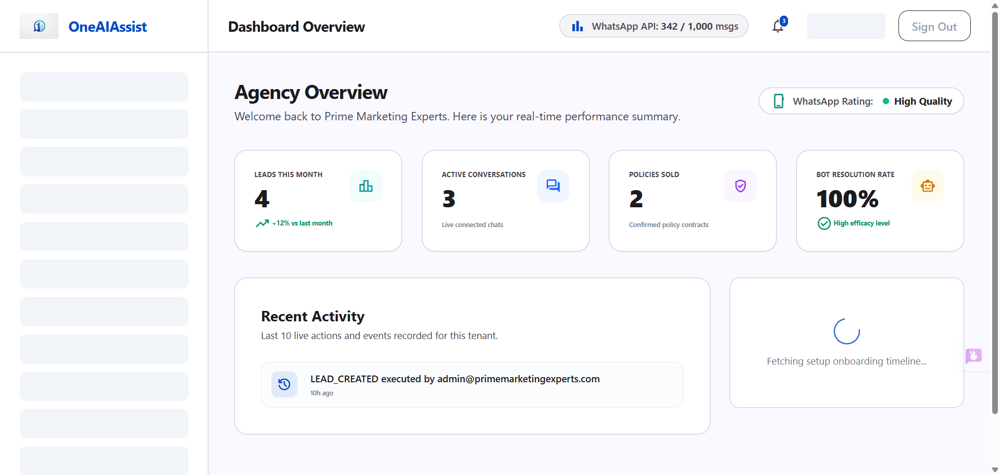 OneAIAssist
Dashboard Overview
WhatsApp API: 342 / 1,000 msgs
3
Sign Out
Agency Overview
Welcome back to Prime Marketing Experts. Here is your real-time performance summary.
WhatsApp Rating: High Quality
LEADS THIS MONTH
4
+12% vs last month
ACTIVE CONVERSATIONS
3
Live connected chats
POLICIES SOLD
2
Confirmed policy contracts
BOT RESOLUTION RATE
100%
High efficacy level
Recent Activity
Last 10 live actions and events recorded for this tenant.
LEAD_CREATED executed by admin@primemarketingexperts.com
10h ago
Fetching setup onboarding timeline...